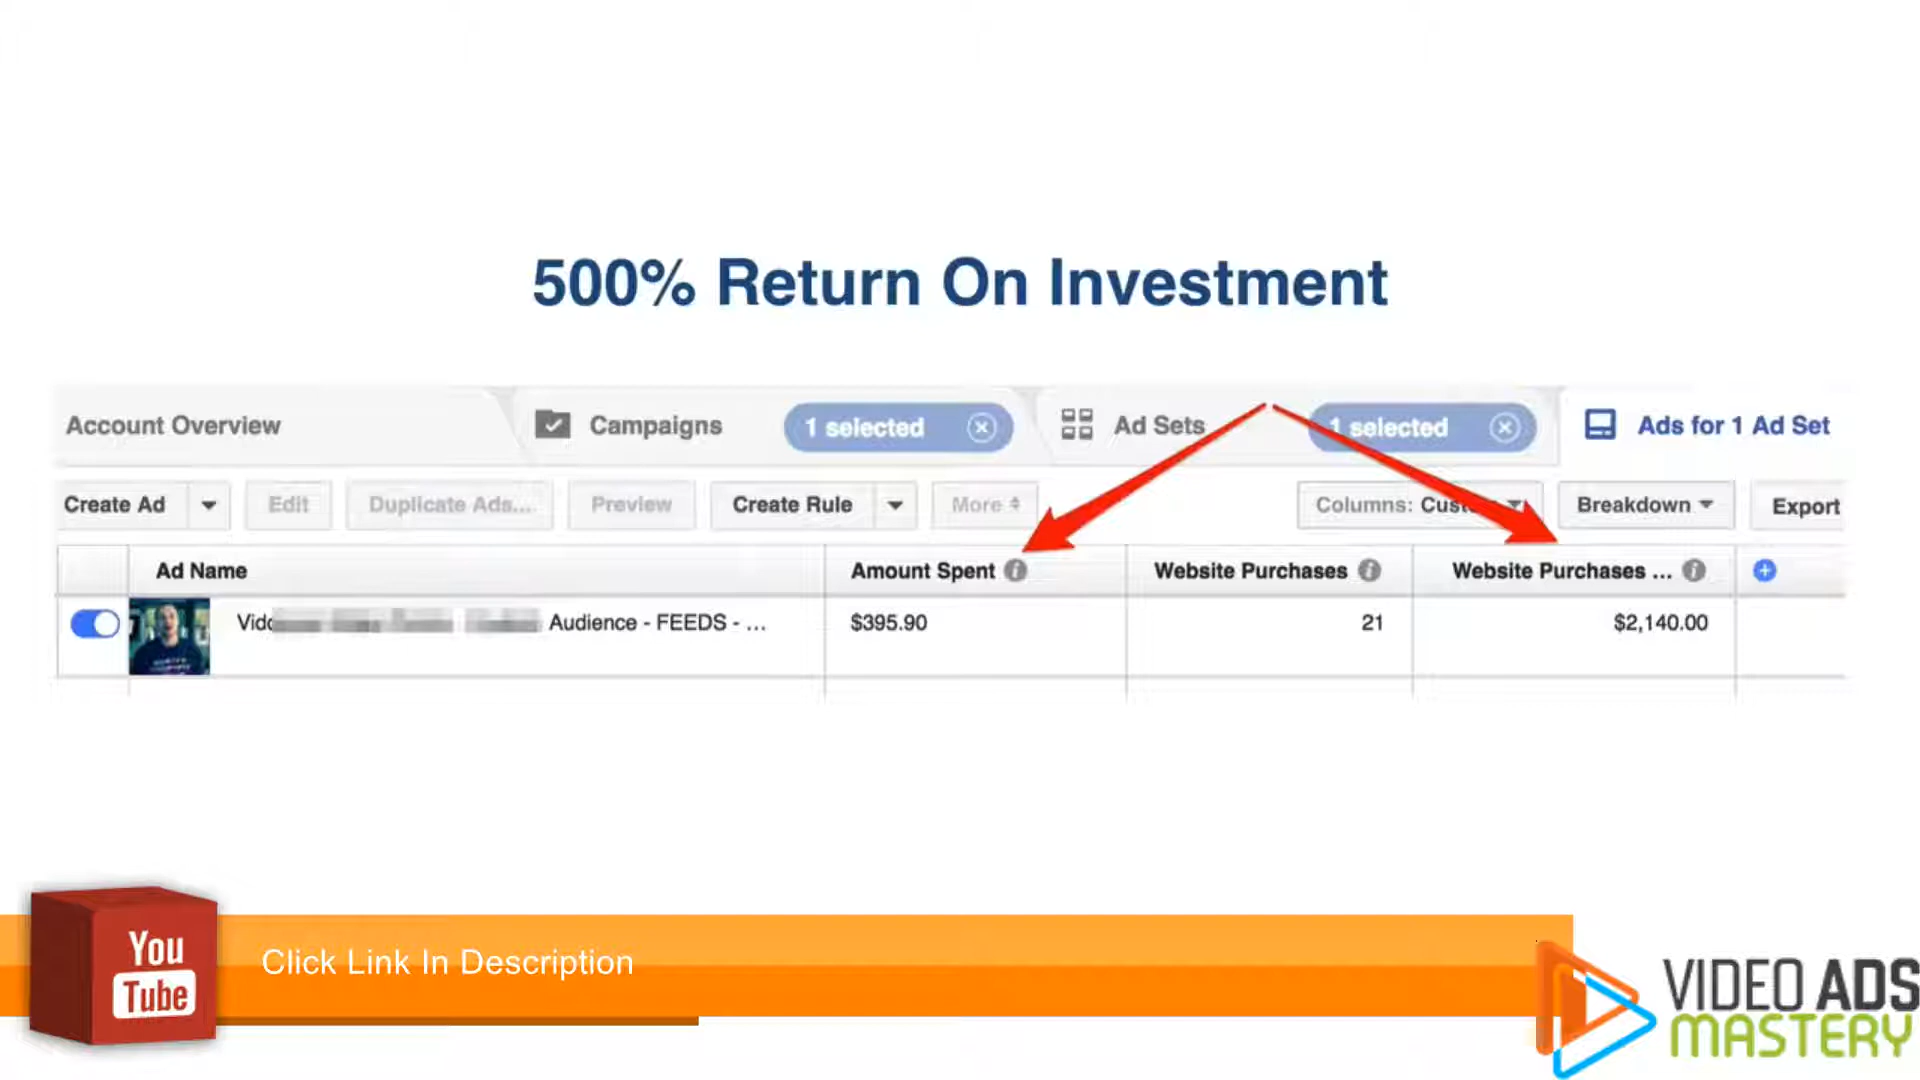 500% Return On Investment
Account Overview Campaigns 1 selected Ad Sets 1 selected Ads for 1 Ad Set
Create Ad Edit Duplicate Ads... Preview Create Rule More Columns: Cust Breakdown Export
Ad Name Amount Spent Website Purchases Website Purchases ...
Audience - FEEDS - ... $395.90 21 $2,140.00
You
Tube
Click Link In Description
VIDEO ADS
MASTERY